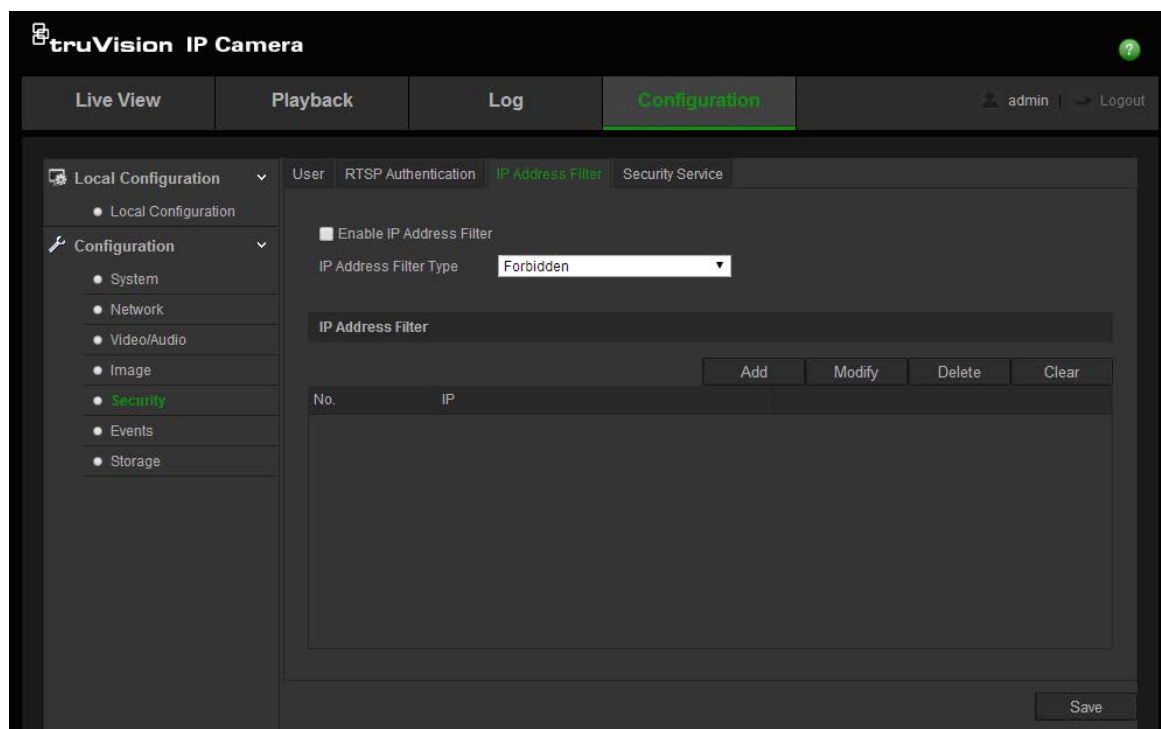 truVision IP Camera
?
Live View
Playback
Log
Configuration
admin | Logout
Local Configuration
Local Configuration
Configuration
System
Network
Video/Audio
Image
Security
Events
Storage
User RTSP Authentication IP Address Filter Security Service
Enable IP Address Filter
IP Address Filter Type Forbidden
IP Address Filter
Add Modify Delete Clear
No. IP
Save